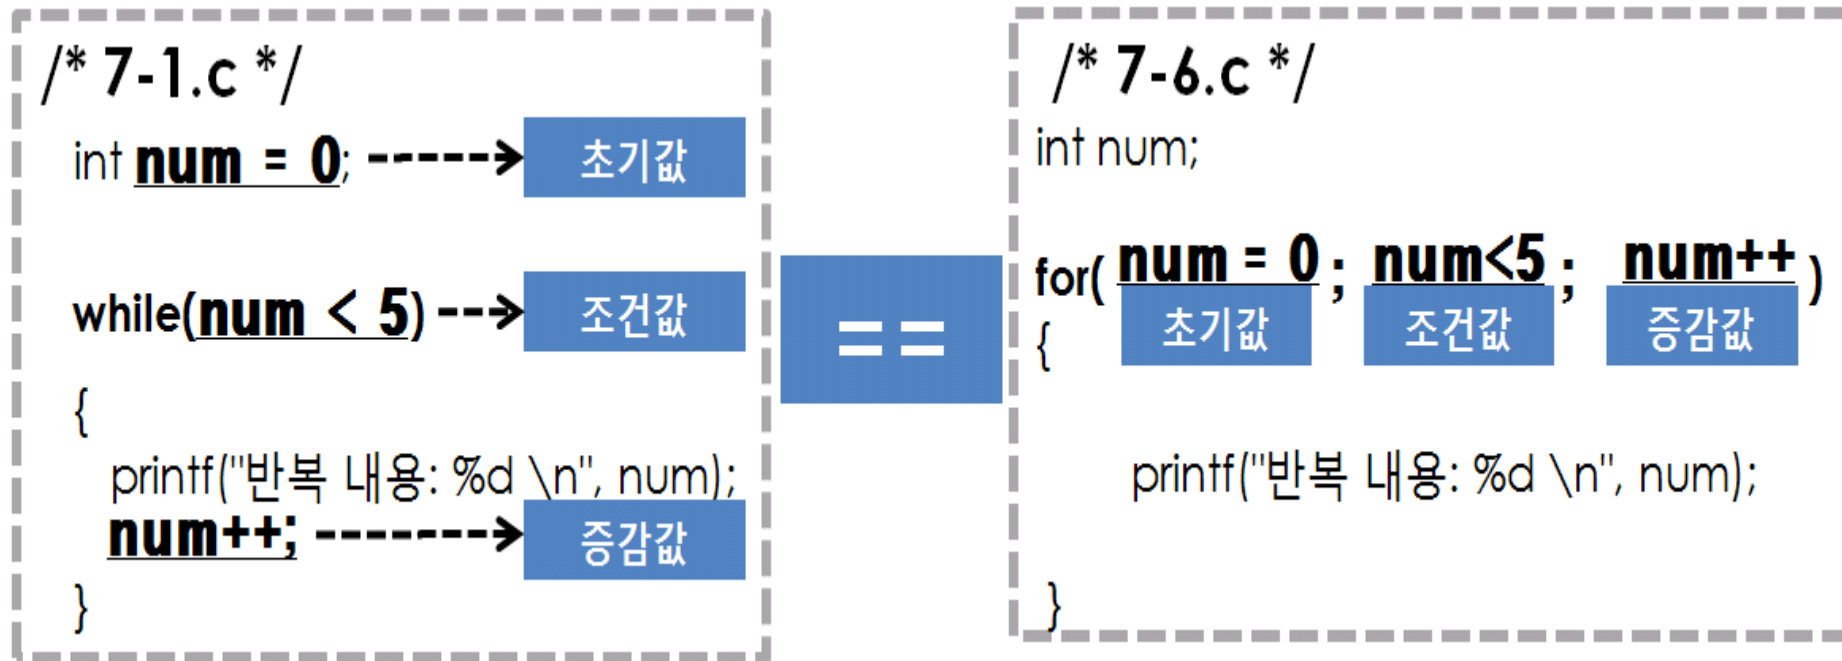 /* 7-1.c */
int num = 0; 초기값
while(num < 5) 조건값
{
printf("반복 내용: %d \n", num);
num++; 증감값
}
==
/* 7-6.c */
int num;
for( num = 0 ; num<5 ; num++ )
초기값 조건값 증감값
{
printf("반복 내용: %d \n", num);
}